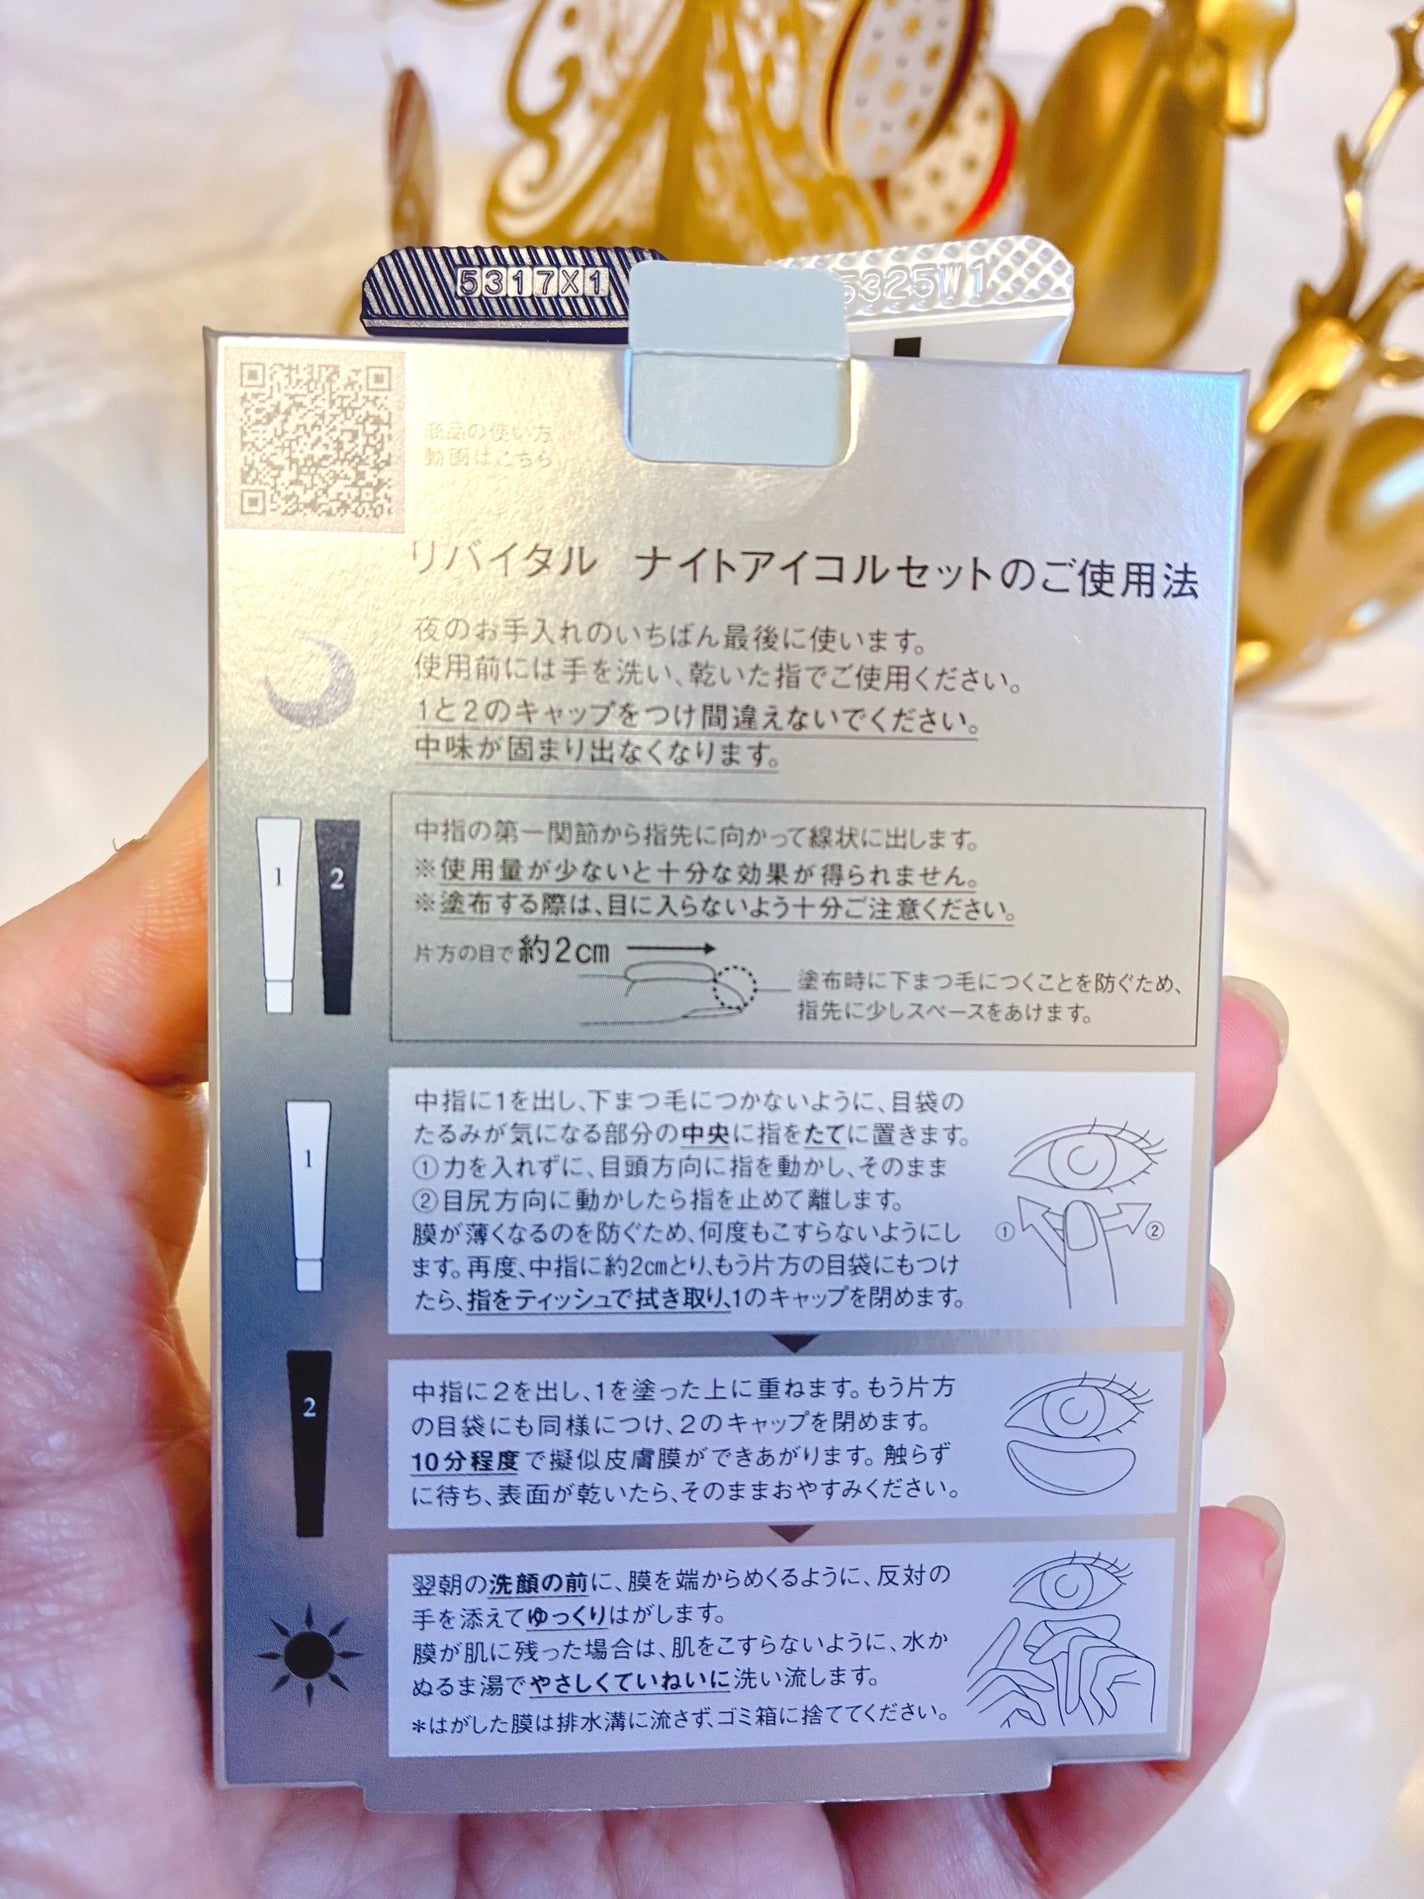 5317X1
5325W1
商品の使い方
動画はこちら
リバイタル ナイトアイコルセットのご使用法
夜のお手入れのいちばん最後に使います。
使用前には手を洗い、乾いた指でご使用ください。
1と2のキャップをつけ間違えないでください。
中味が固まり出なくなります。
1
2
中指の第一関節から指先に向かって線状に出します。
※使用量が少ないと十分な効果が得られません。
※塗布する際は、目に入らないよう十分ご注意ください。
片方の目で約2cm
塗布時に下まつ毛につくことを防ぐため、
指先に少しスペースをあけます。
1
中指に1を出し、下まつ毛につかないように、目袋の
たるみが気になる部分の中央に指をたてに置きます。
①力を入れずに、目頭方向に指を動かし、そのまま
②目尻方向に動かしたら指を止めて離します。
膜が薄くなるのを防ぐため、何度もこすらないようにし
ます。再度、中指に約2cmとり、もう片方の目袋にもつけ
たら、指をティッシュで拭き取り、1のキャップを閉めます。
①
②
2
中指に2を出し、1を塗った上に重ねます。もう片方
の目袋にも同様につけ、2のキャップを閉めます。
10分程度で擬似皮膚膜ができあがります。触らず
に待ち、表面が乾いたら、そのままおやすみください。
翌朝の洗顔の前に、膜を端からめくるように、反対の
手を添えてゆっくりはがします。
膜が肌に残った場合は、肌をこすらないように、水か
ぬるま湯でやさしくていねいに洗い流します。
*はがした膜は排水溝に流さず、ゴミ箱に捨ててください。